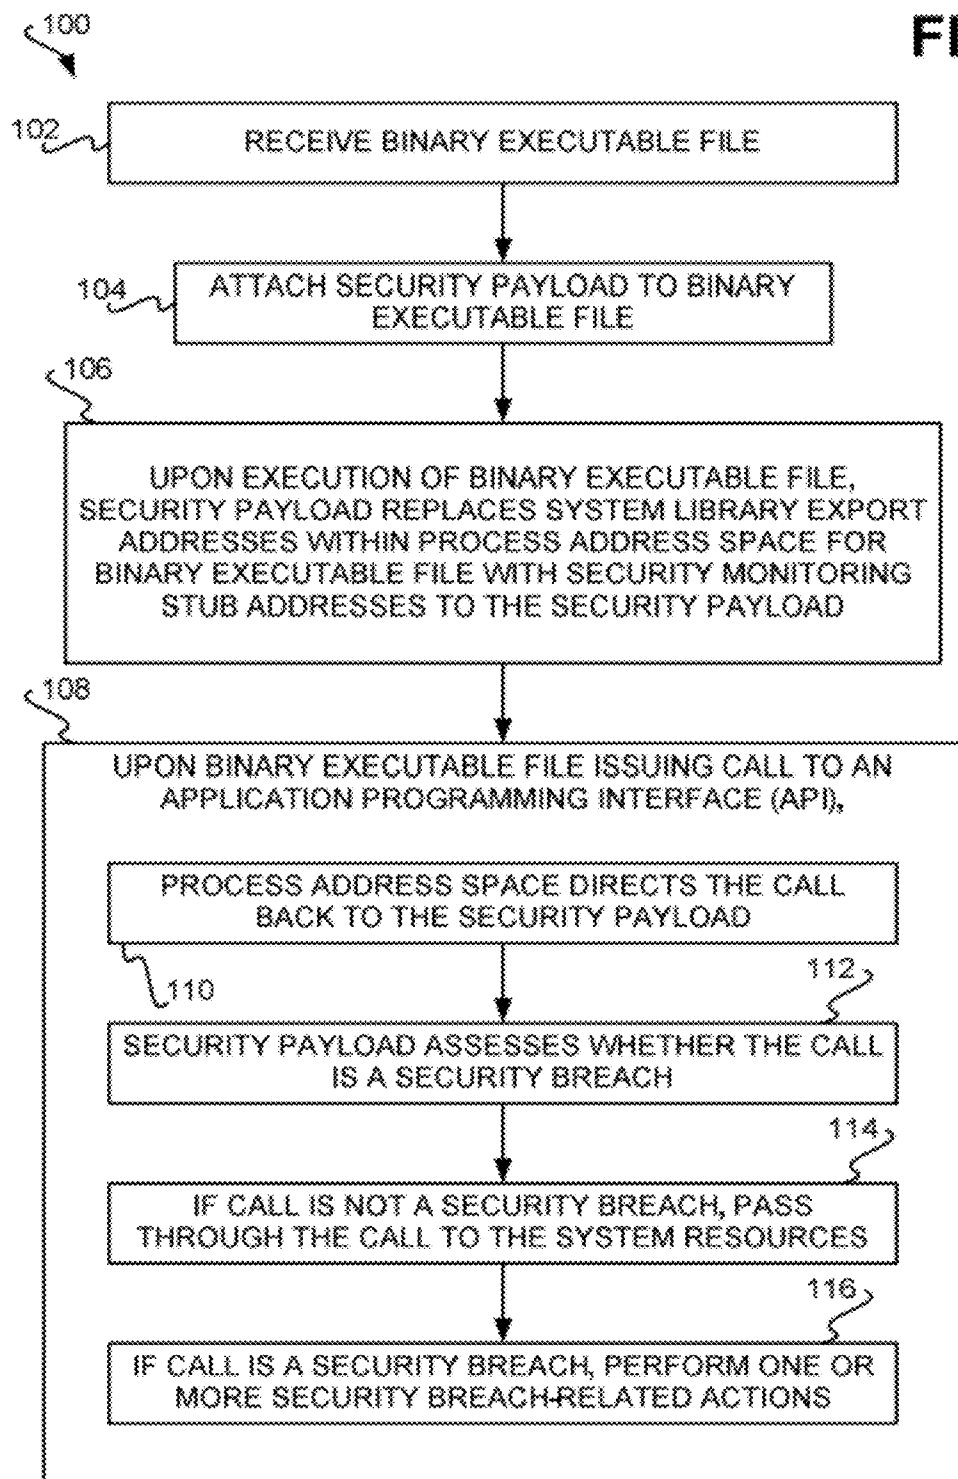 100
FI
102
RECEIVE BINARY EXECUTABLE FILE
104
ATTACH SECURITY PAYLOAD TO BINARY
EXECUTABLE FILE
106
UPON EXECUTION OF BINARY EXECUTABLE FILE,
SECURITY PAYLOAD REPLACES SYSTEM LIBRARY EXPORT
ADDRESSES WITHIN PROCESS ADDRESS SPACE FOR
BINARY EXECUTABLE FILE WITH SECURITY MONITORING
STUB ADDRESSES TO THE SECURITY PAYLOAD
108
UPON BINARY EXECUTABLE FILE ISSUING CALL TO AN
APPLICATION PROGRAMMING INTERFACE (API),
PROCESS ADDRESS SPACE DIRECTS THE CALL
BACK TO THE SECURITY PAYLOAD
110
112
SECURITY PAYLOAD ASSESSES WHETHER THE CALL
IS A SECURITY BREACH
114
IF CALL IS NOT A SECURITY BREACH, PASS
THROUGH THE CALL TO THE SYSTEM RESOURCES
116
IF CALL IS A SECURITY BREACH, PERFORM ONE OR
MORE SECURITY BREACH-RELATED ACTIONS